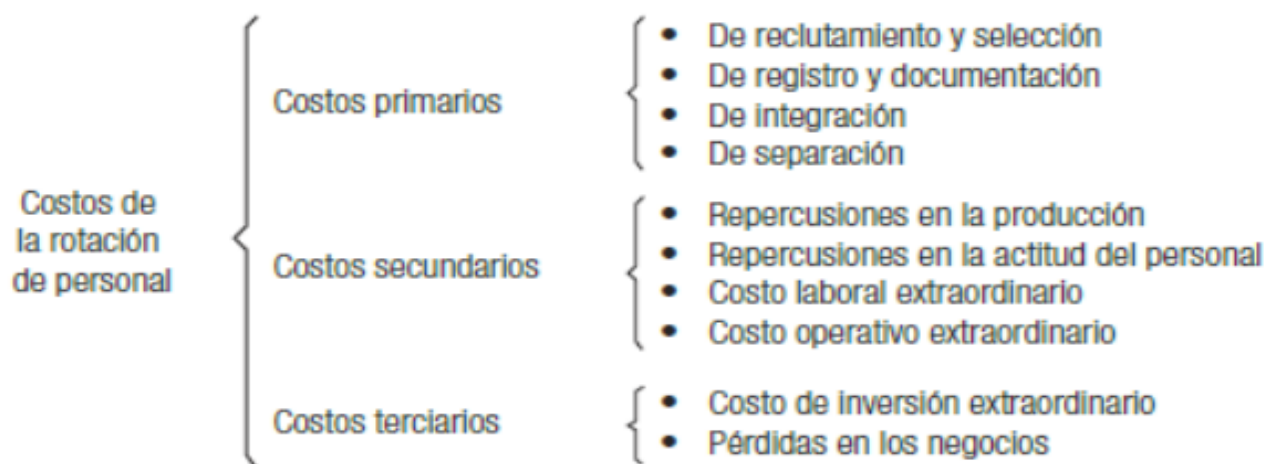 Costos de
la rotación
de personal
Costos primarios
• De reclutamiento y selección
• De registro y documentación
• De integración
• De separación
Costos secundarios
• Repercusiones en la producción
• Repercusiones en la actitud del personal
• Costo laboral extraordinario
• Costo operativo extraordinario
Costos terciarios
• Costo de inversión extraordinario
• Pérdidas en los negocios